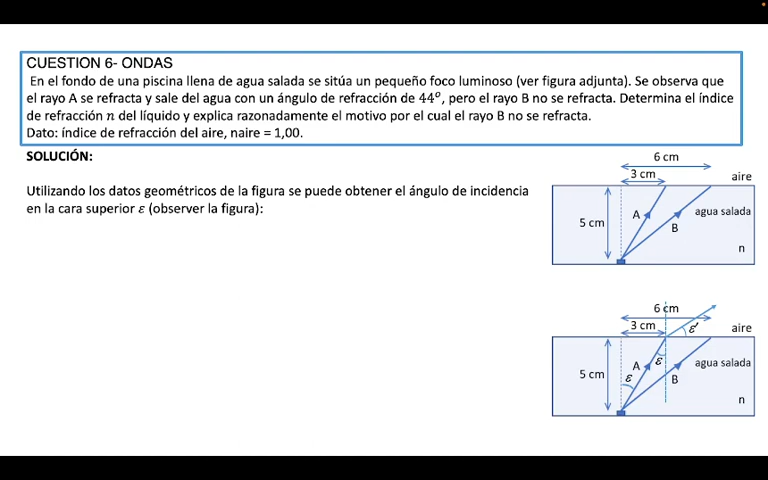 CUESTION 6- ONDAS
En el fondo de una piscina llena de agua salada se sitúa un pequeño foco luminoso (ver figura adjunta). Se observa que
el rayo A se refracta y sale del agua con un ángulo de refracción de 44º, pero el rayo B no se refracta. Determina el índice
de refracción n del líquido y explica razonadamente el motivo por el cual el rayo B no se refracta.
Dato: índice de refracción del aire, naire = 1,00.
SOLUCIÓN:
Utilizando los datos geométricos de la figura se puede obtener el ángulo de incidencia
en la cara superior ε (observer la figura):
6 cm
3 cm
aire
A
agua salada
5 cm
B
n
6 cm
3 cm
ε'
aire
ε
A
agua salada
5 cm
ε
B
n